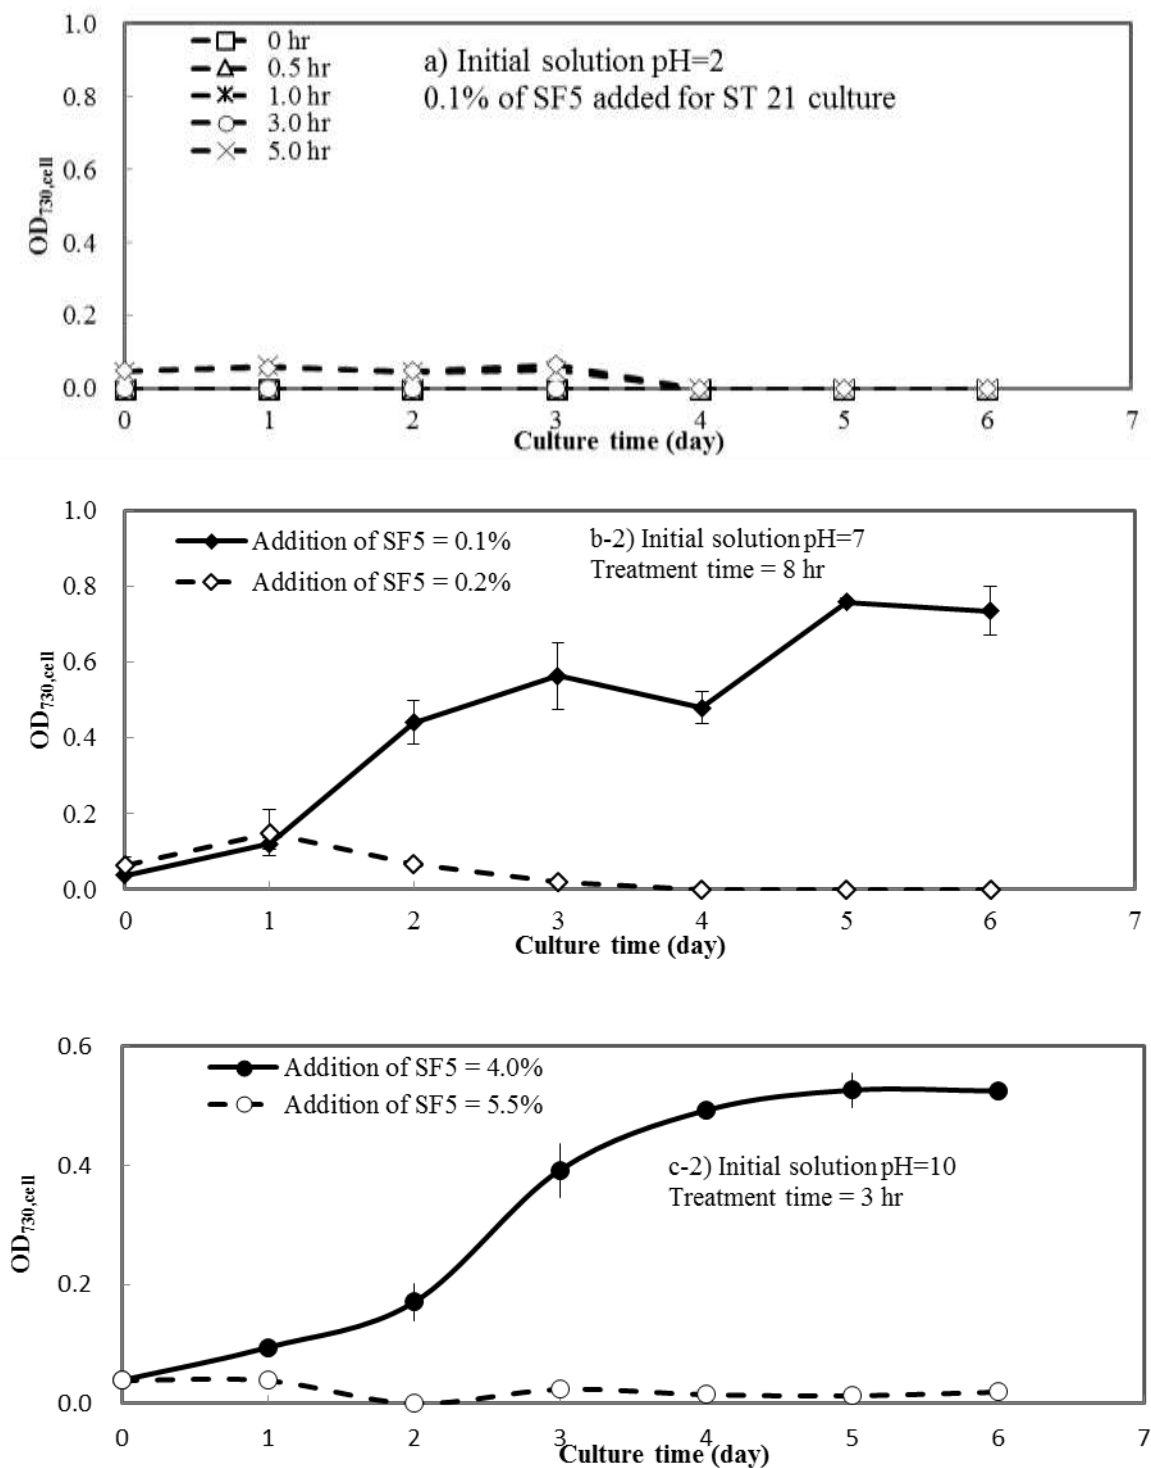 1.0
0 hr
0.5 hr
1.0 hr
3.0 hr
5.0 hr
a) Initial solution pH=2
0.1% of SF5 added for ST 21 culture
0.8
0.6
0.4
0.2
0.0
OD730,cell
0 1 2 3 4 5 6 7
Culture time (day)
1.0
Addition of SF5 = 0.1%
Addition of SF5 = 0.2%
b-2) Initial solution pH=7
Treatment time = 8 hr
0.8
0.6
0.4
0.2
0.0
OD730,cell
0 1 2 3 4 5 6 7
Culture time (day)
0.6
Addition of SF5 = 4.0%
Addition of SF5 = 5.5%
c-2) Initial solution pH=10
Treatment time = 3 hr
0.4
0.2
0.0
OD730,cell
0 1 2 3 4 5 6 7
Culture time (day)